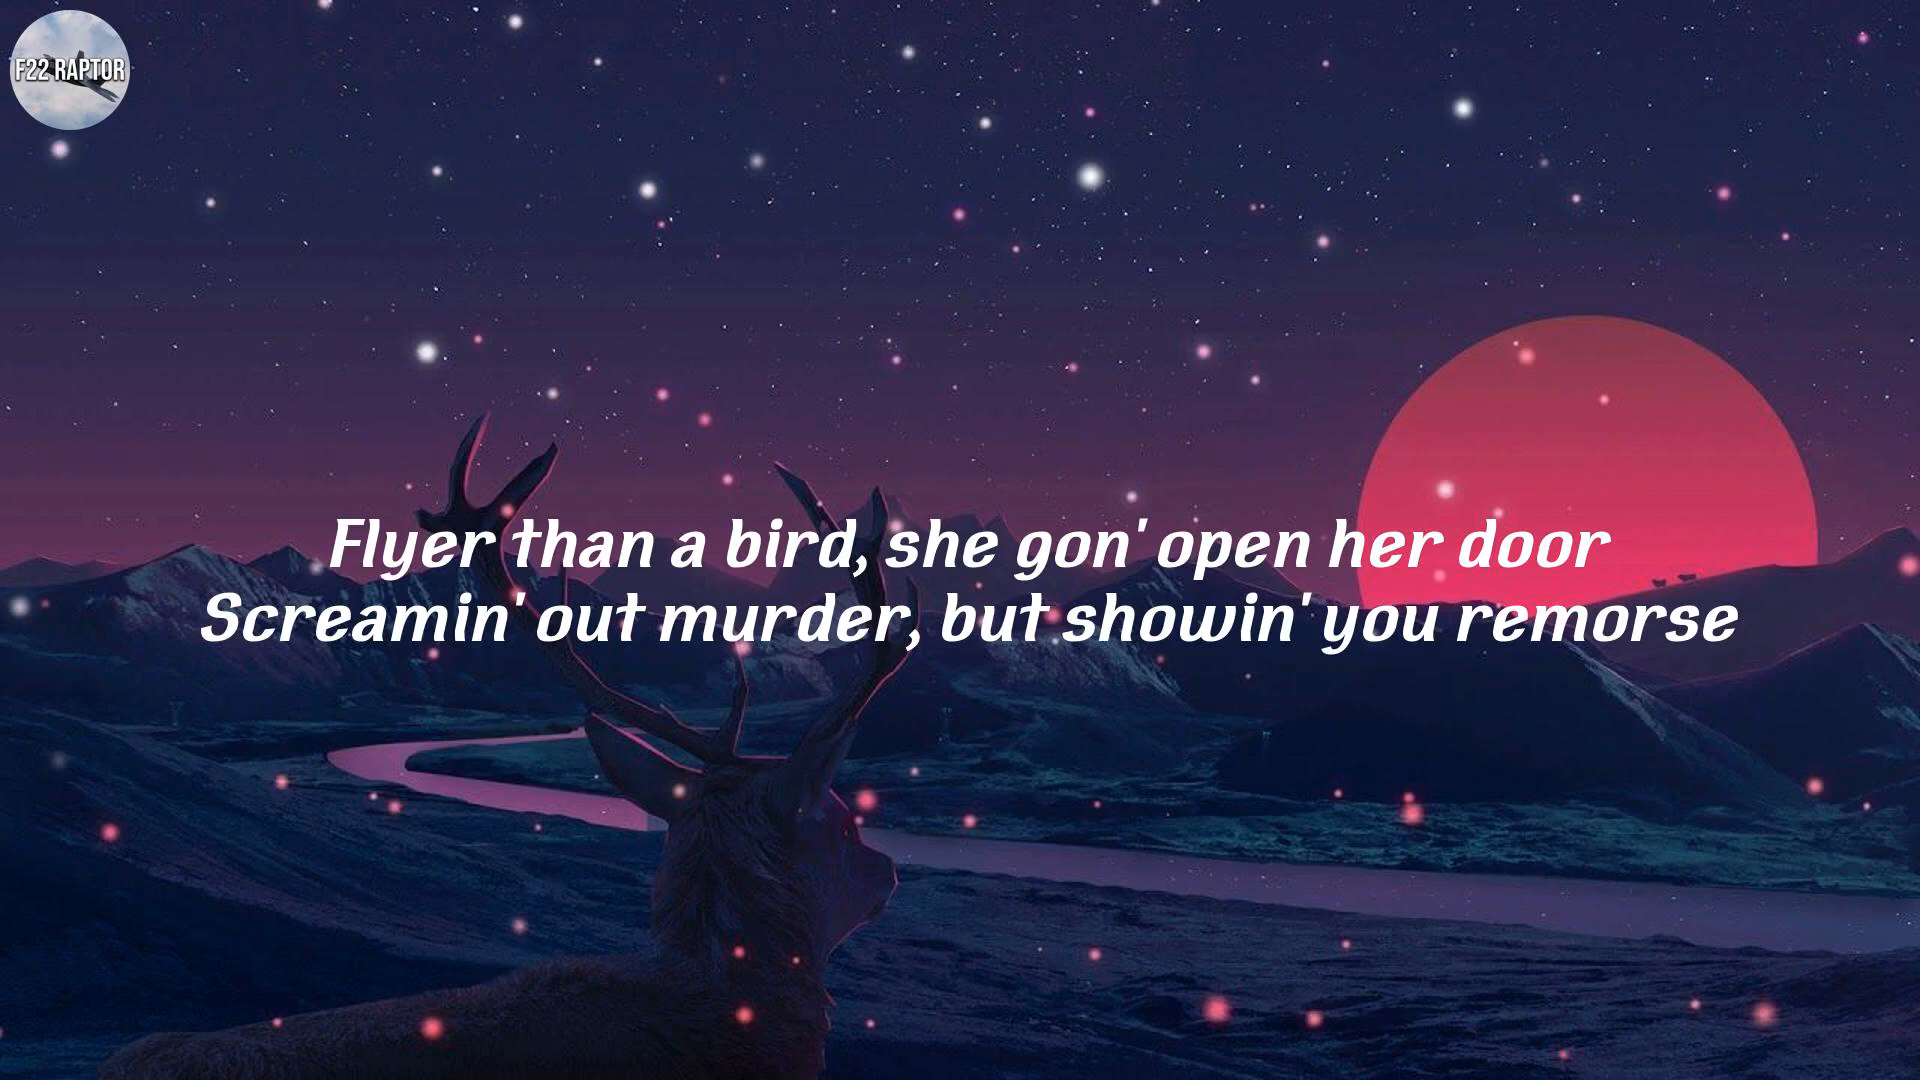 F22 RAPTOR
Flyer than a bird, she gon' open her door
Screamin' out murder, but showin' you remorse